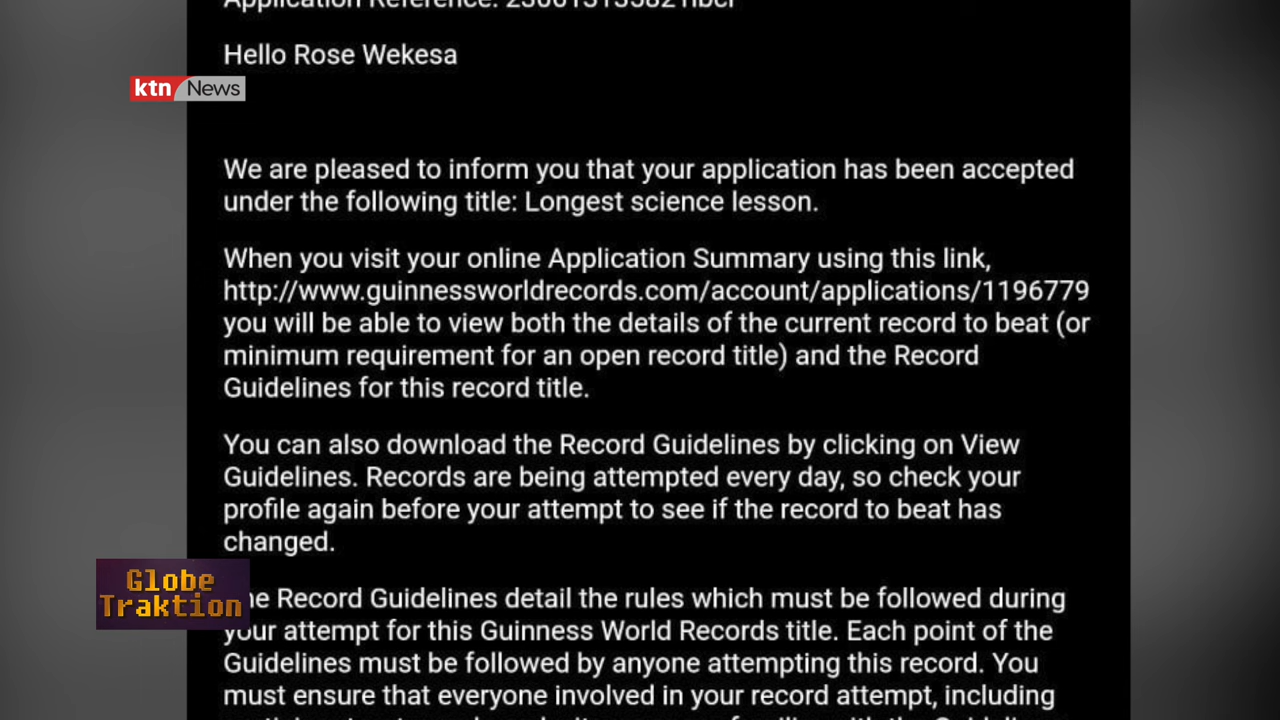 Application Reference:
Hello Rose Wekesa
ktn News
We are pleased to inform you that your application has been accepted
under the following title: Longest science lesson.
When you visit your online Application Summary using this link,
http://www.guinnessworldrecords.com/account/applications/1196779
you will be able to view both the details of the current record to beat (or
minimum requirement for an open record title) and the Record
Guidelines for this record title.
You can also download the Record Guidelines by clicking on View
Guidelines. Records are being attempted every day, so check your
profile again before your attempt to see if the record to beat has
changed.
Globe
Traktion
Record Guidelines detail the rules which must be followed during
your attempt for this Guinness World Records title. Each point of the
Guidelines must be followed by anyone attempting this record. You
must ensure that everyone involved in your record attempt, including